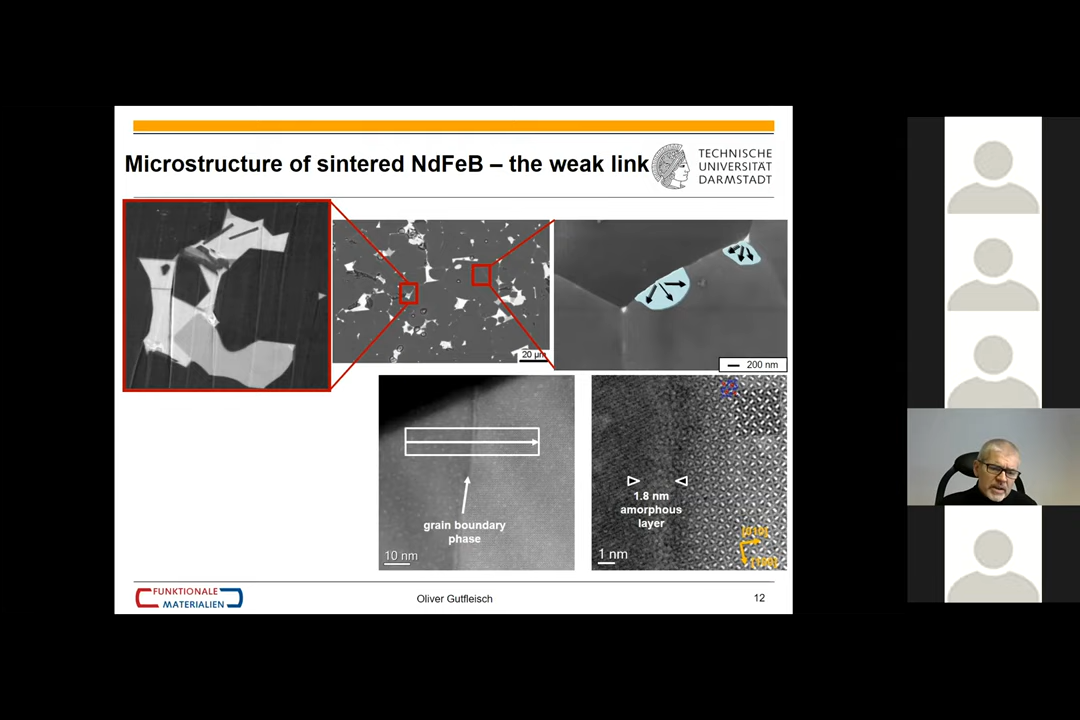 Microstructure of sintered NdFeB – the weak link
TECHNISCHE
UNIVERSITÄT
DARMSTADT
20 µm
200 nm
grain boundary
phase
10 nm
1.8 nm
amorphous
layer
1 nm
FUNKTIONALE
MATERIALIEN
Oliver Gutfleisch
12